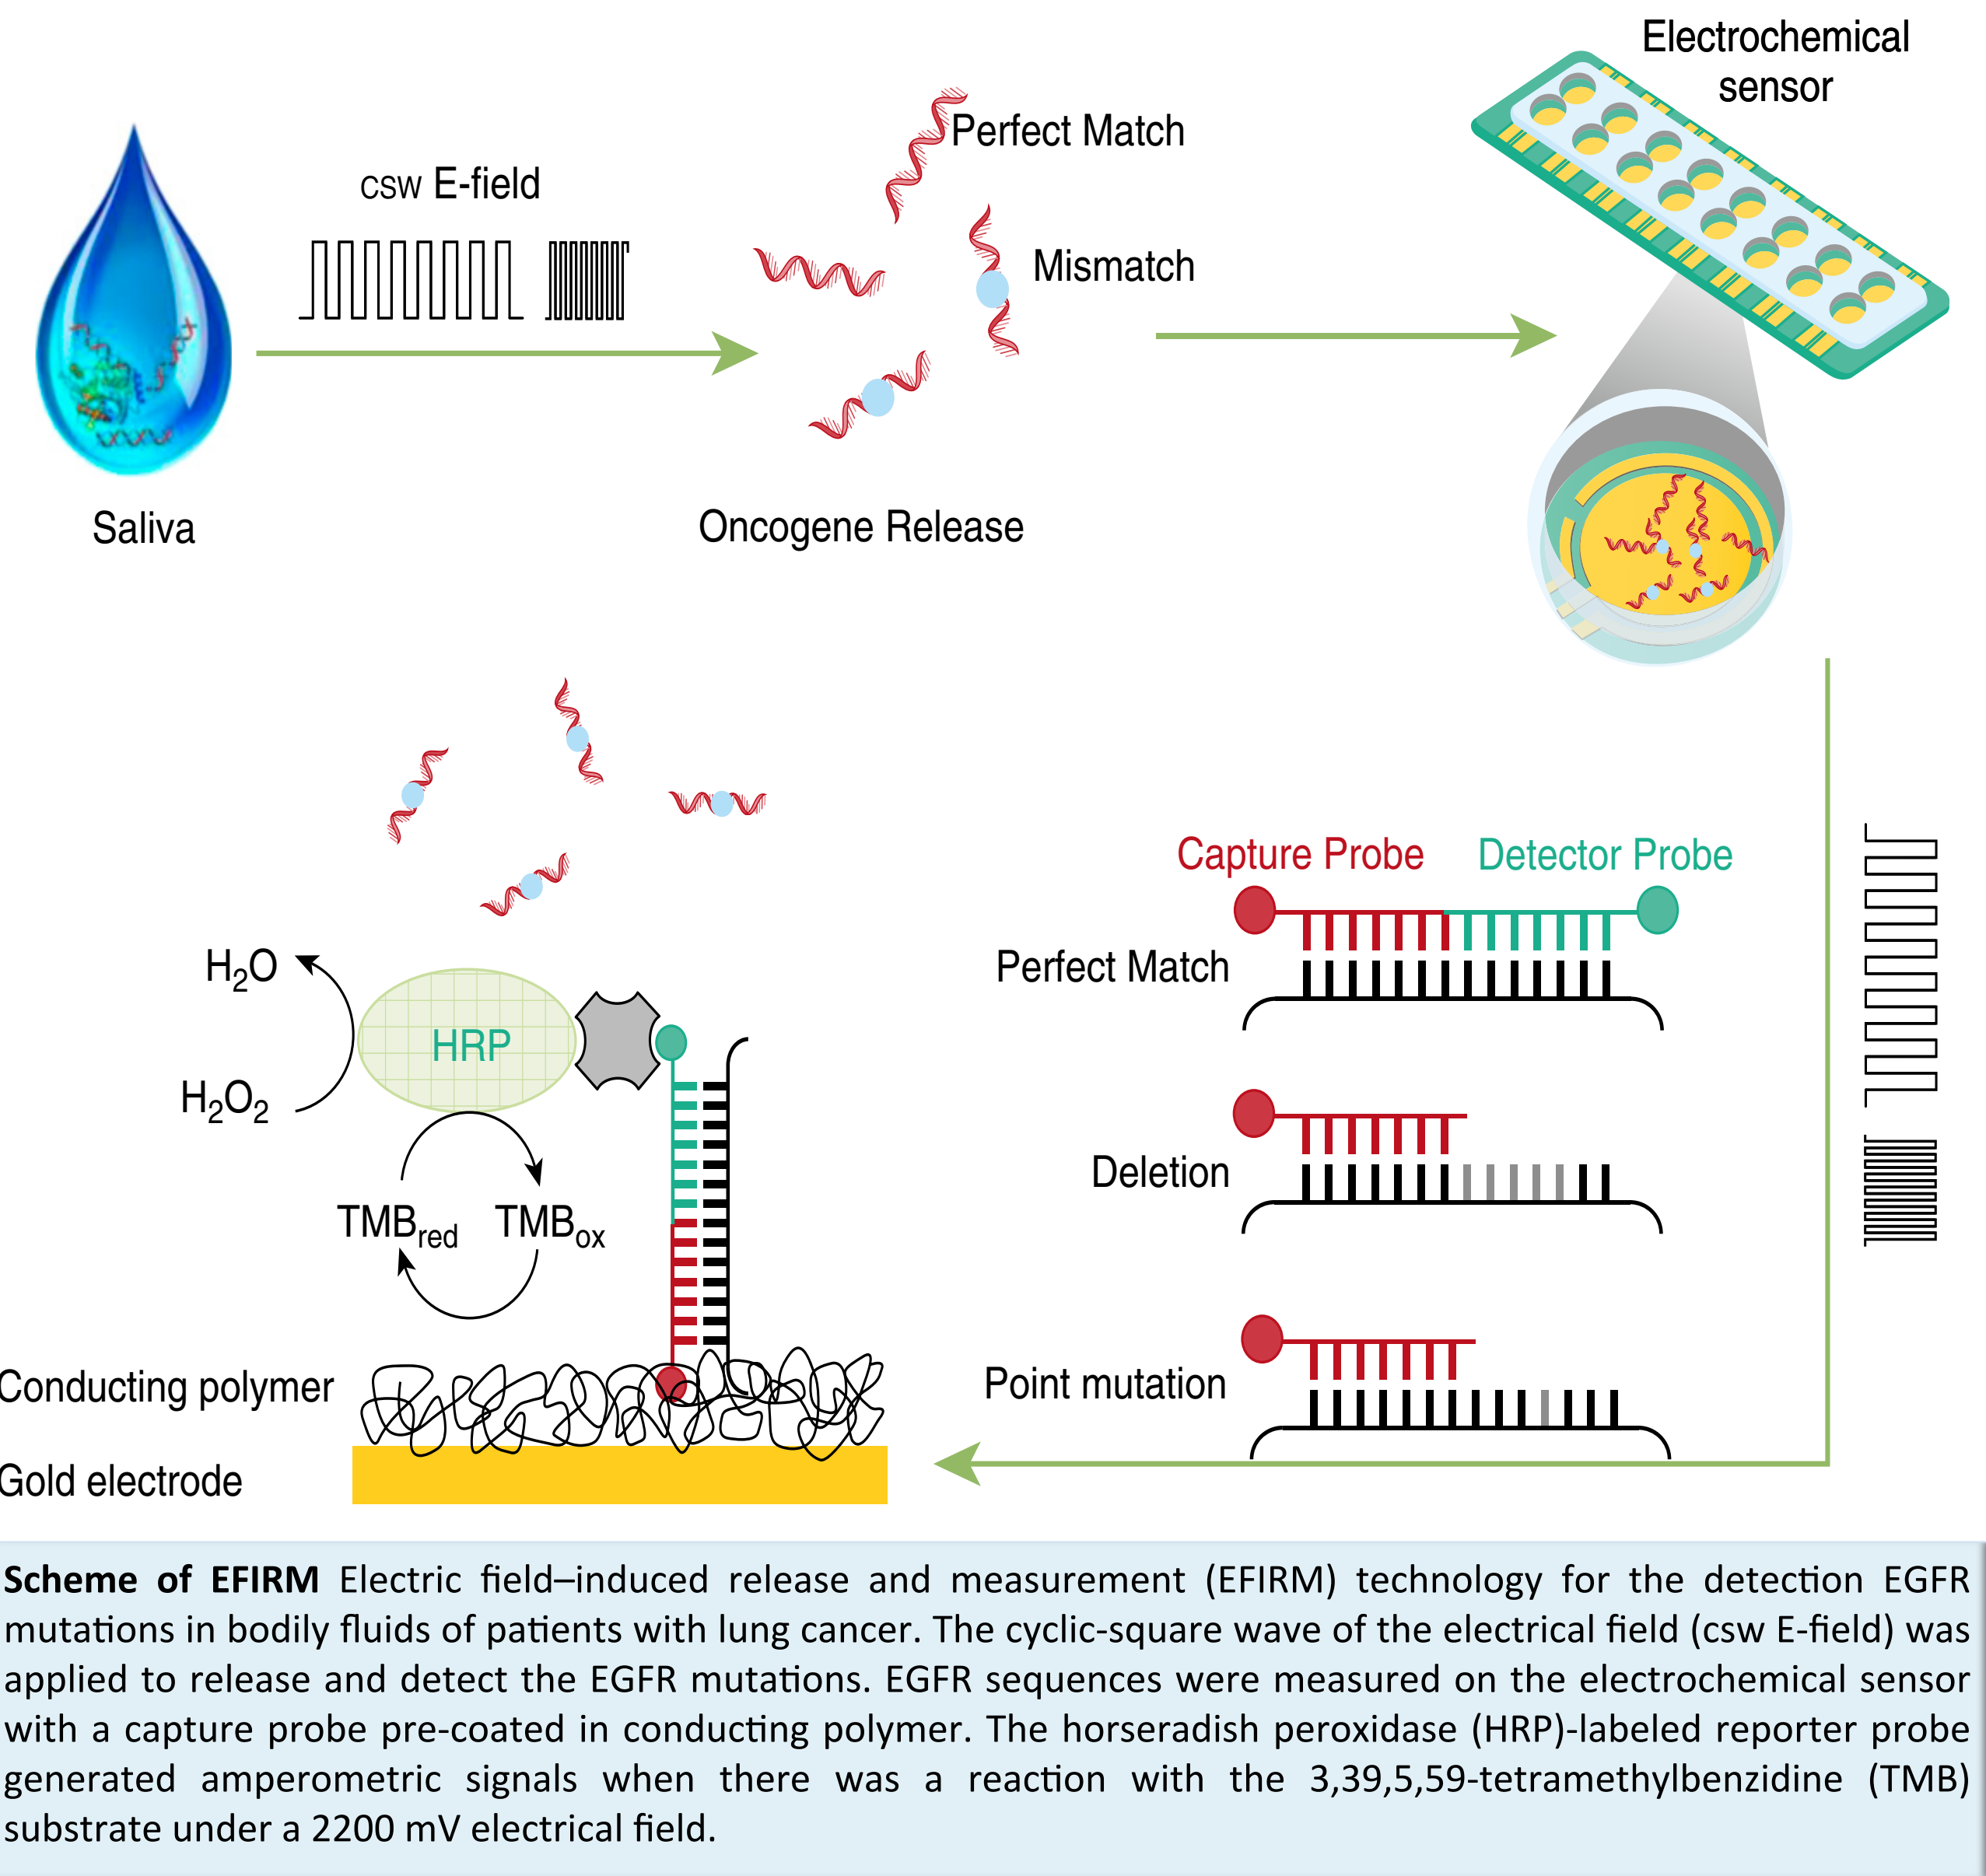 Electrochemical
sensor
Perfect Match
csw E-field
Mismatch
Saliva
Oncogene Release
Capture Probe Detector Probe
Perfect Match
H2O
HRP
H2O2
Deletion
TMBred TMBox
Conducting polymer
Point mutation
Gold electrode
Scheme of EFIRM Electric field–induced release and measurement (EFIRM) technology for the detection EGFR
mutations in bodily fluids of patients with lung cancer. The cyclic-square wave of the electrical field (csw E-field) was
applied to release and detect the EGFR mutations. EGFR sequences were measured on the electrochemical sensor
with a capture probe pre-coated in conducting polymer. The horseradish peroxidase (HRP)-labeled reporter probe
generated amperometric signals when there was a reaction with the 3,39,5,59-tetramethylbenzidine (TMB)
substrate under a 2200 mV electrical field.